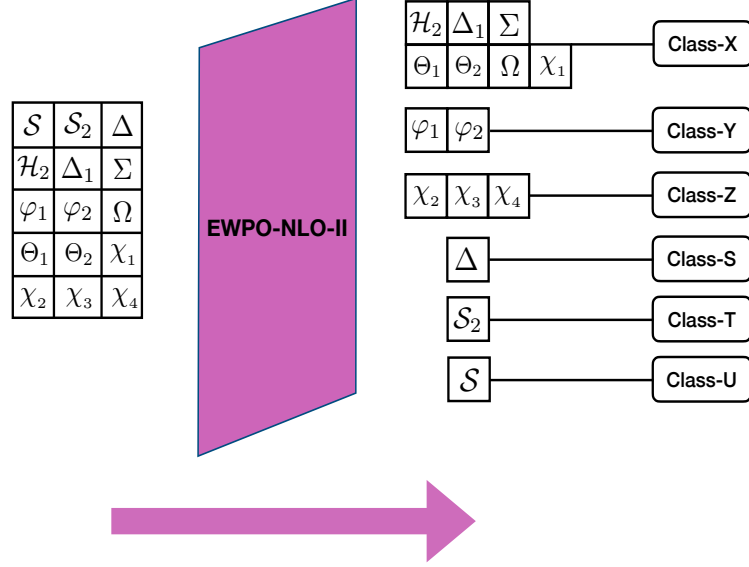 𝒮 𝒮₂ Δ
ℋ₂ Δ₁ Σ
φ₁ φ₂ Ω
Θ₁ Θ₂ χ₁
χ₂ χ₃ χ₄
EWPO-NLO-II
ℋ₂ Δ₁ Σ
Θ₁ Θ₂ Ω χ₁
Class-X
φ₁ φ₂
Class-Y
χ₂ χ₃ χ₄
Class-Z
Δ
Class-S
𝒮₂
Class-T
𝒮
Class-U